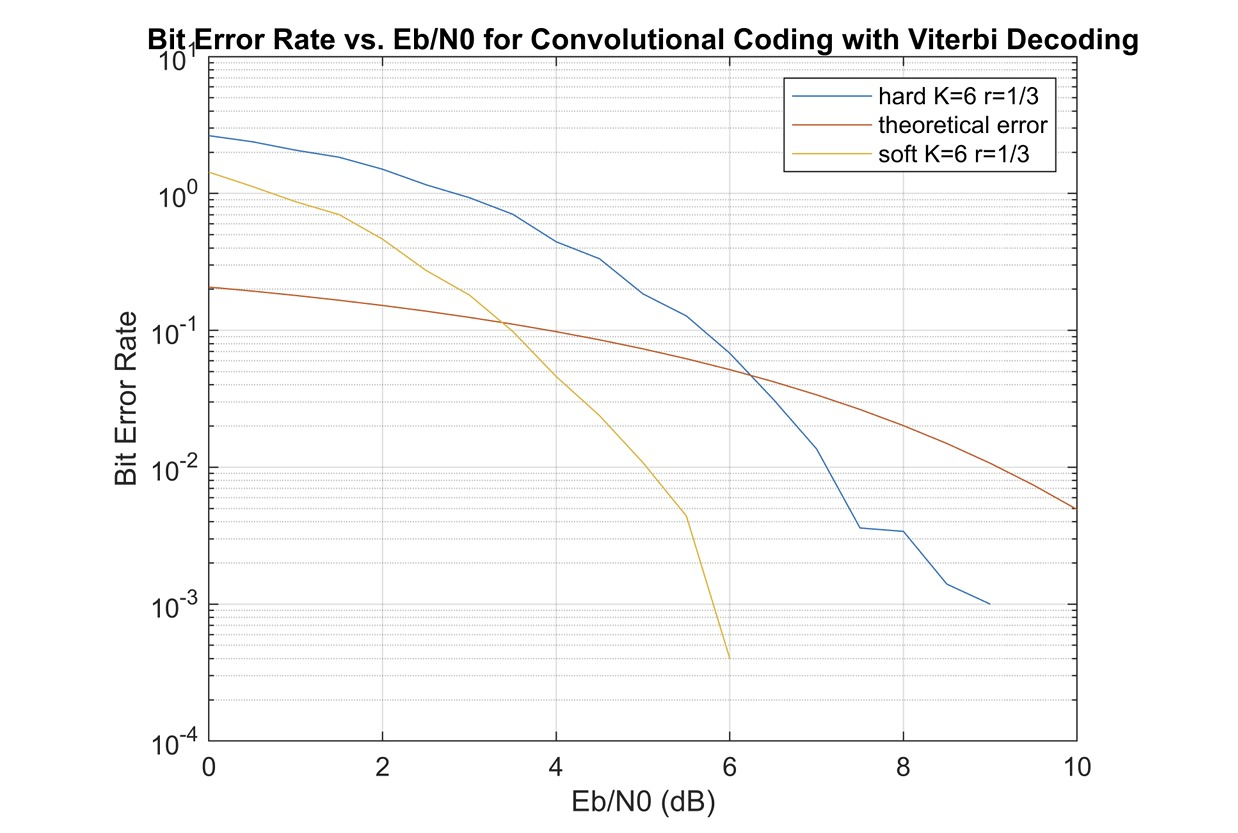 Bit Error Rate vs. Eb/N0 for Convolutional Coding with Viterbi Decoding
10^1
hard K=6 r=1/3
theoretical error
soft K=6 r=1/3
10^0
10^-1
10^-2
10^-3
10^-4
Bit Error Rate
0 2 4 6 8 10
Eb/N0 (dB)